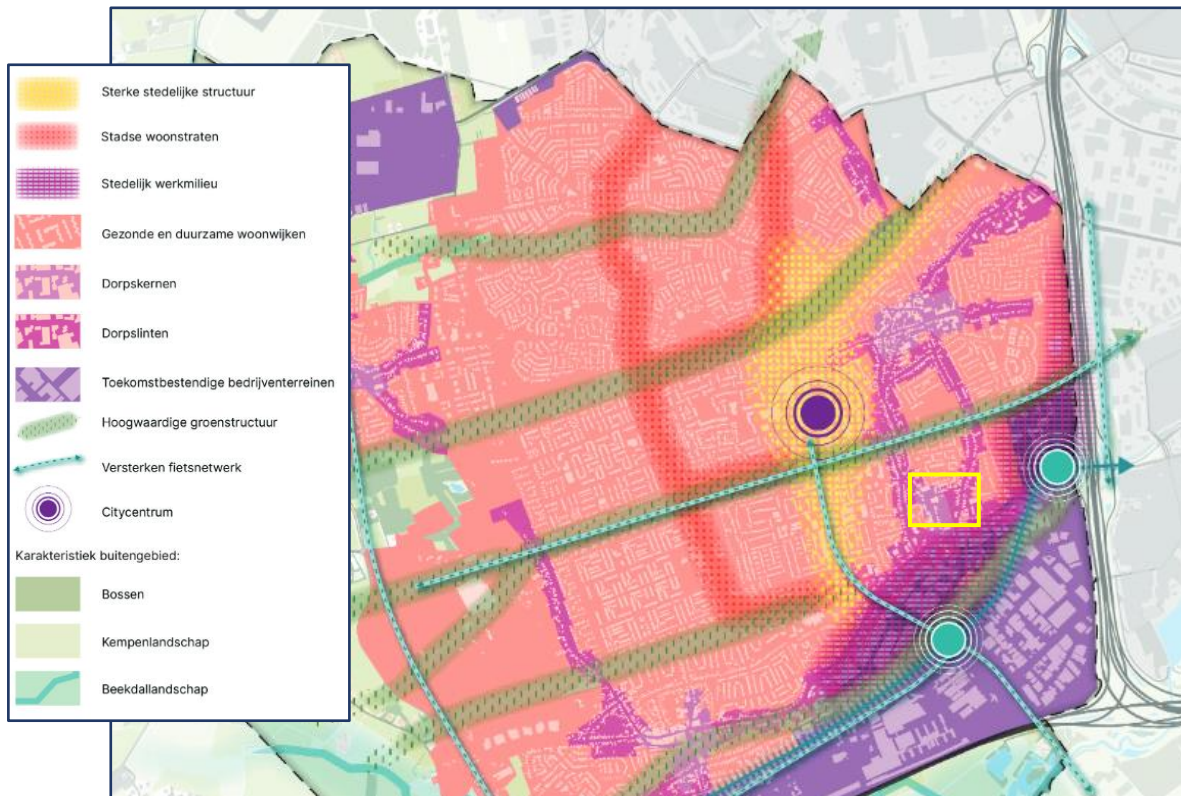 Sterke stedelijke structuur
Stadse woonstraten
Stedelijk werkmilieu
Gezonde en duurzame woonwijken
Dorpskernen
Dorpslinten
Toekomstbestendige bedrijventerreinen
Hoogwaardige groenstructuur
Versterken fietsnetwerk
Citycentrum
Karakteristiek buitengebied:
Bossen
Kempenlandschap
Beekdallandschap